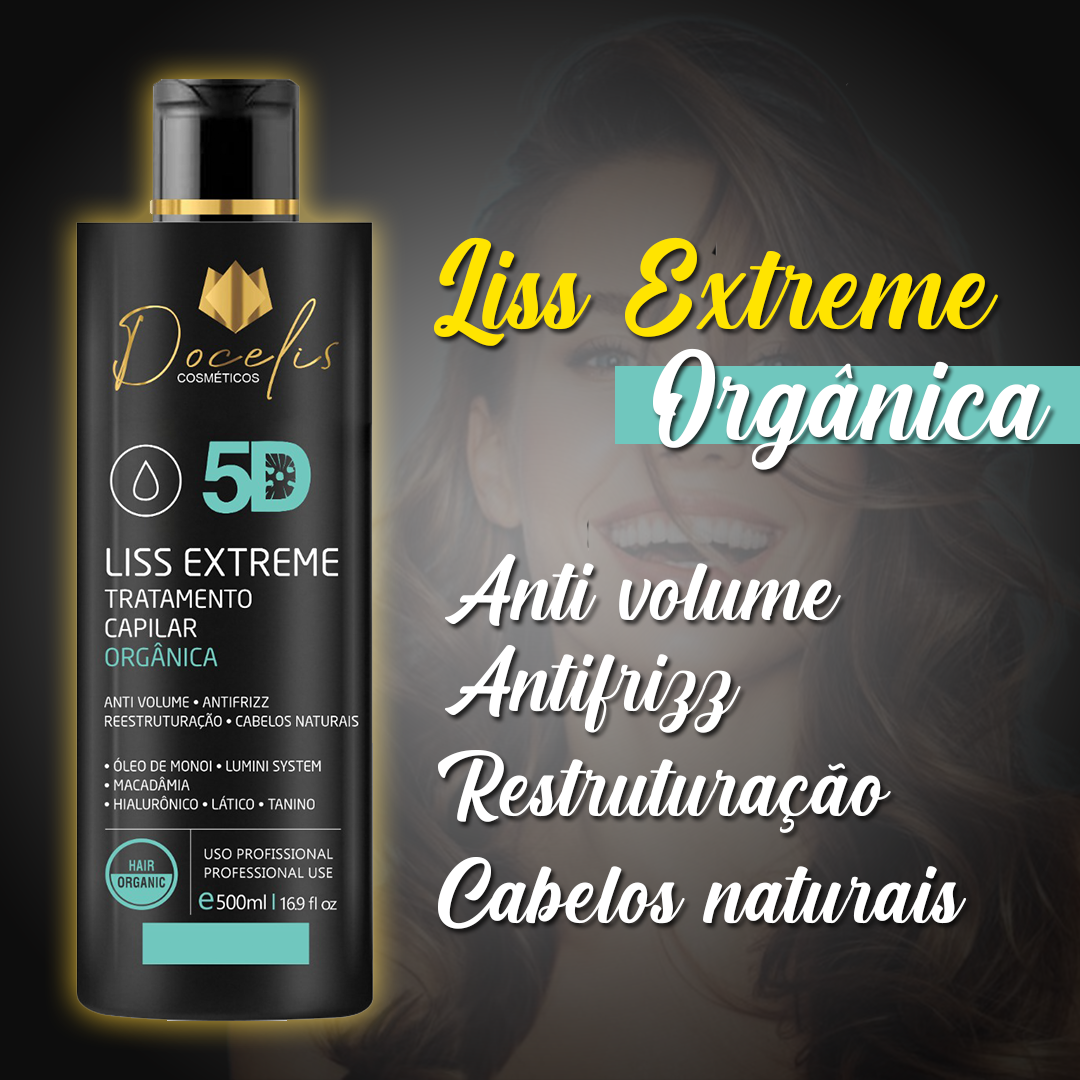 Docelis
COSMÉTICOS
5D
LISS EXTREME
TRATAMENTO
CAPILAR
ORGÂNICA
ANTI VOLUME • ANTIFRIZZ
REESTRUTURAÇÃO • CABELOS NATURAIS
• ÓLEO DE MONOI • LUMINI SYSTEM
• MACADÂMIA
• HIALURÔNICO • LÁTICO • TANINO
HAIR
ORGANIC
USO PROFISSIONAL
PROFESSIONAL USE
e500ml | 16.9 fl oz
Liss Extreme
Orgânica
Anti volume
Antifrizz
Restruturação
Cabelos naturais